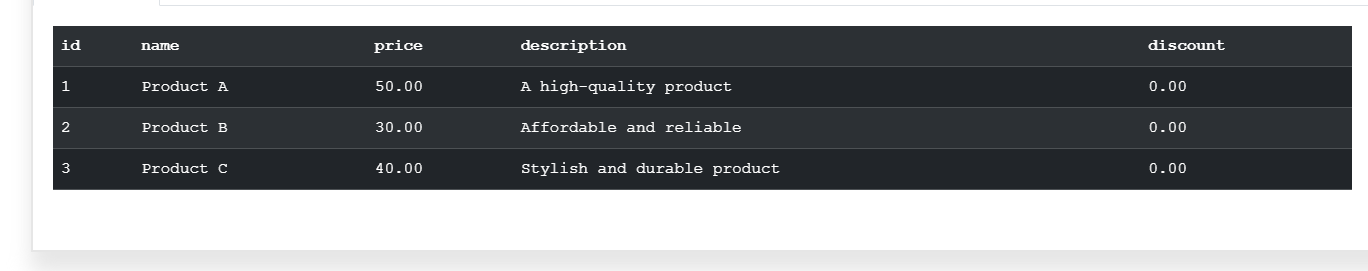 id name price description discount
1 Product A 50.00 A high-quality product 0.00
2 Product B 30.00 Affordable and reliable 0.00
3 Product C 40.00 Stylish and durable product 0.00